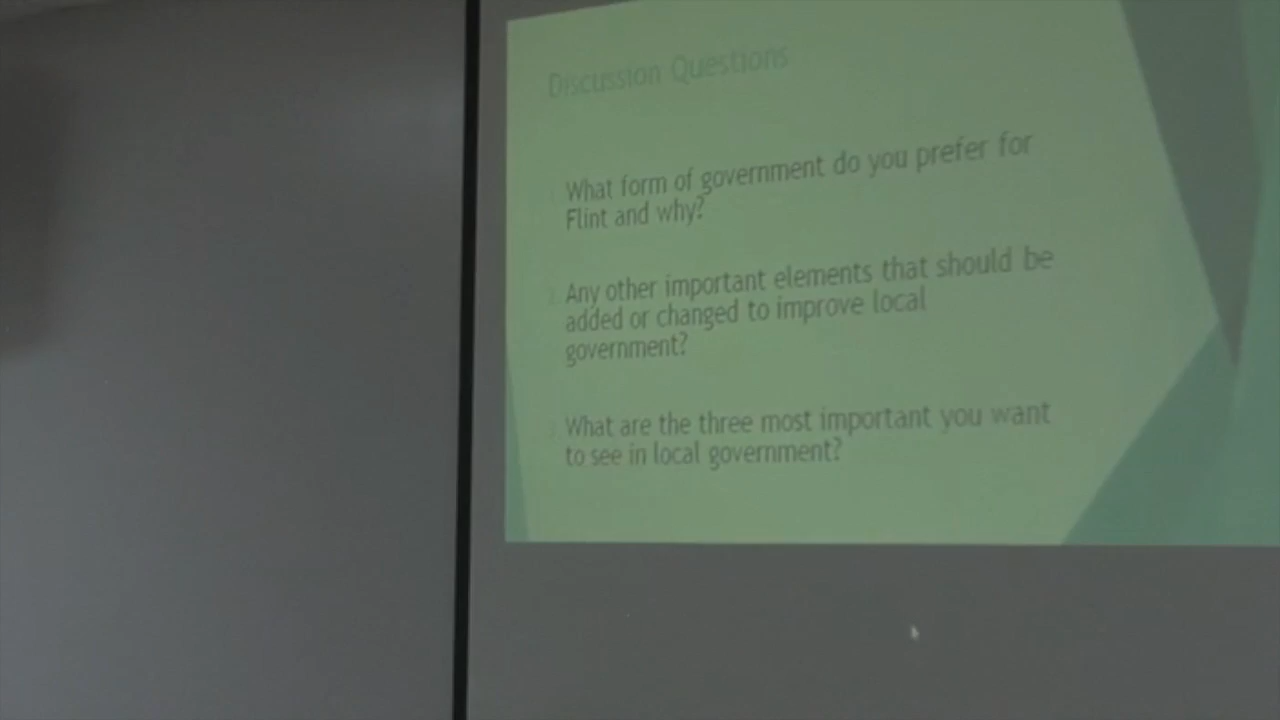 Discussion Questions
What form of government do you prefer for
Flint and why?
Any other important elements that should be
added or changed to improve local
government?
What are the three most important you want
to see in local government?